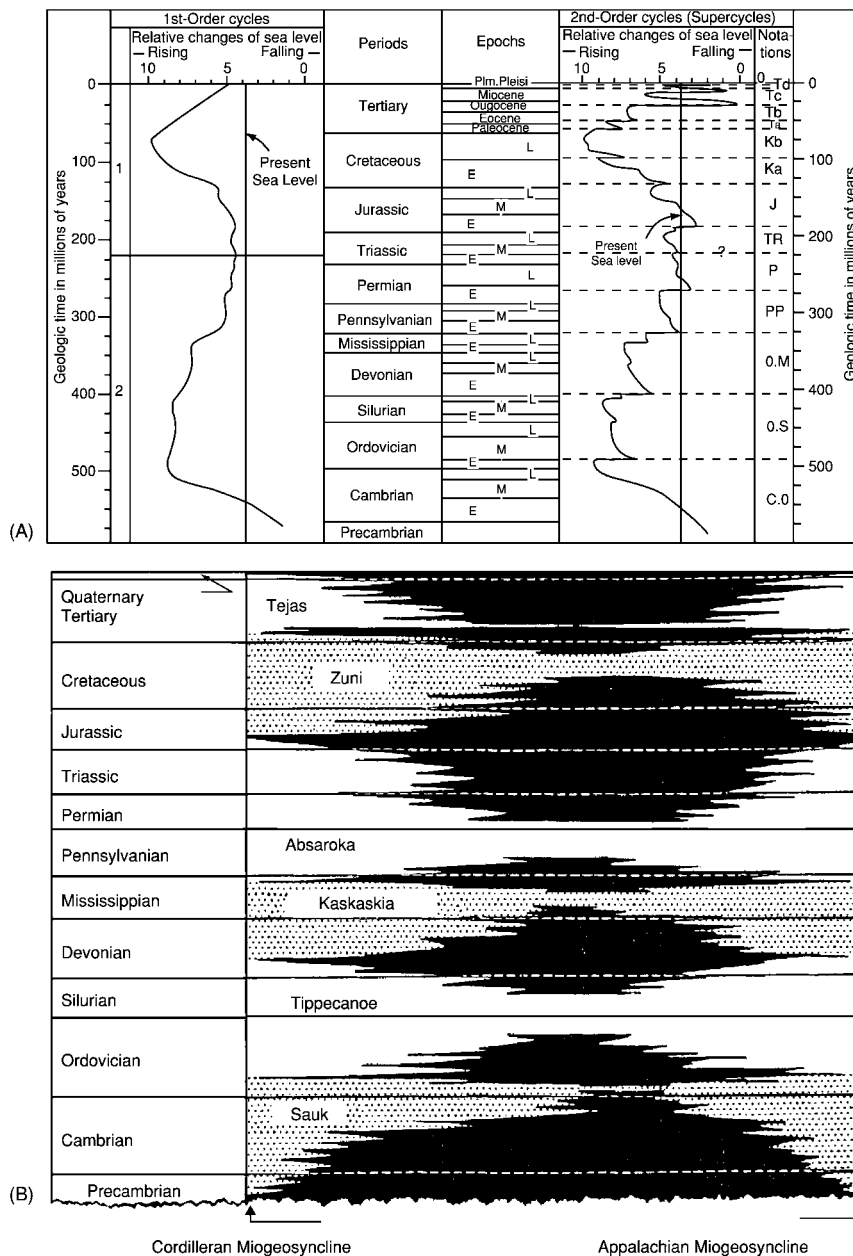 1st-Order cycles
Relative changes of sea level
— Rising Falling —
10 5 0
0
100
200
300
400
500
Geologic time in millions of years
1
2
Present
Sea Level
Periods
Tertiary
Cretaceous
Jurassic
Triassic
Permian
Pennsylvanian
Mississippian
Devonian
Silurian
Ordovician
Cambrian
Precambrian
Epochs
Plm.Pleisi
Miocene
Ougocene
Eocene
Paleocene
L
E
L
M
E
L
M
E
L
E
L
M
E
L
E
L
M
E
L
M
E
L
M
E
L
M
E
2nd-Order cycles (Supercycles)
Relative changes of sea level
— Rising Falling —
10 5 0
Present
Sea level
?
Nota-
tions
Td
Tc
Tb
Ta
Kb
Ka
J
TR
P
PP
0.M
0.S
C.0
0
0
100
200
300
400
500
Geologic time in millions of years
(A)
Quaternary
Tertiary
Cretaceous
Jurassic
Triassic
Permian
Pennsylvanian
Mississippian
Devonian
Silurian
Ordovician
Cambrian
Precambrian
Tejas
Zuni
Absaroka
Kaskaskia
Tippecanoe
Sauk
(B)
Cordilleran Miogeosyncline Appalachian Miogeosyncline